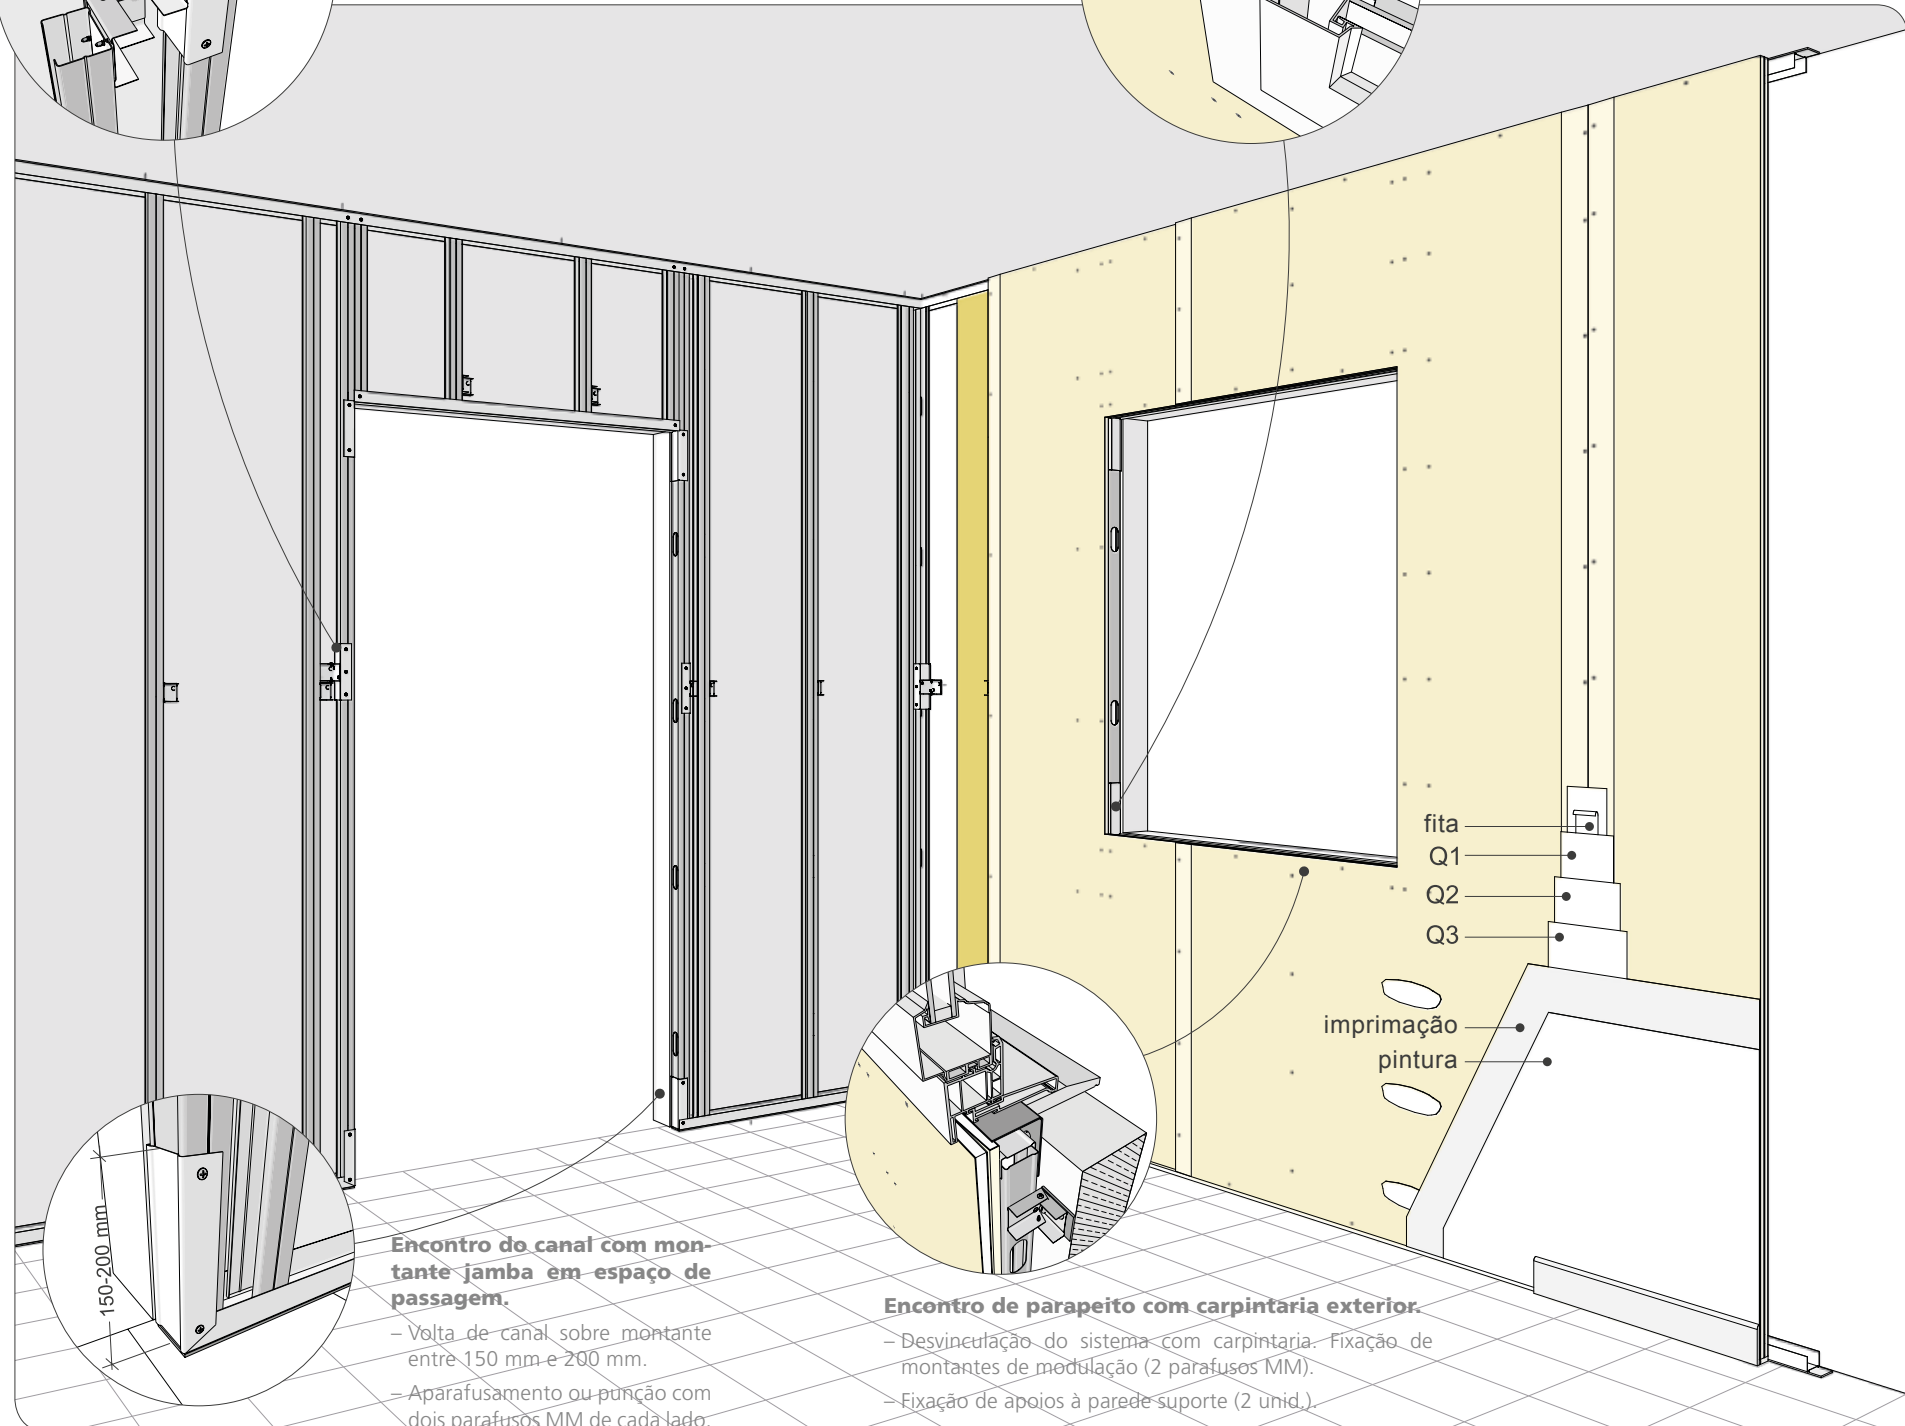 fita
Q1
Q2
Q3
imprimação
pintura
150-200 mm
Encontro do canal com mon-
tante jamba em espaço de
passagem.
– Volta de canal sobre montante
entre 150 mm e 200 mm.
– Aparafusamento ou punção com
dois parafusos MM de cada lado.
Encontro de parapeito com carpintaria exterior.
– Desvinculação do sistema com carpintaria. Fixação de
montantes de modulação (2 parafusos MM).
– Fixação de apoios à parede suporte (2 unid.).